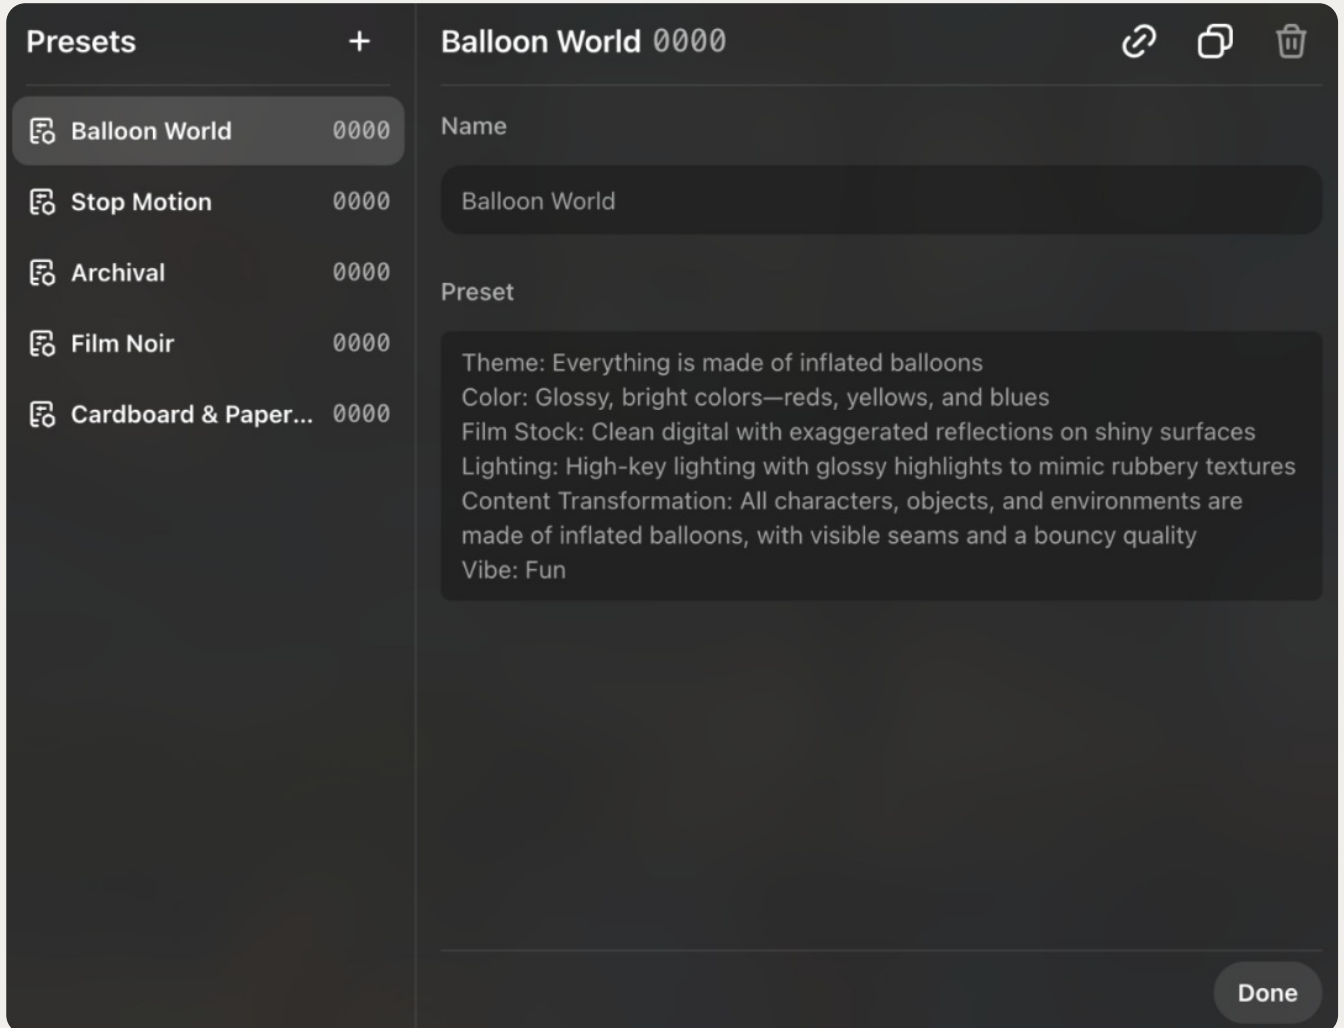 Presets
Balloon World 0000
Stop Motion 0000
Archival 0000
Film Noir 0000
Cardboard & Paper... 0000
Balloon World 0000
Name
Balloon World
Preset
Theme: Everything is made of inflated balloons
Color: Glossy, bright colors—reds, yellows, and blues
Film Stock: Clean digital with exaggerated reflections on shiny surfaces
Lighting: High-key lighting with glossy highlights to mimic rubbery textures
Content Transformation: All characters, objects, and environments are
made of inflated balloons, with visible seams and a bouncy quality
Vibe: Fun
Done